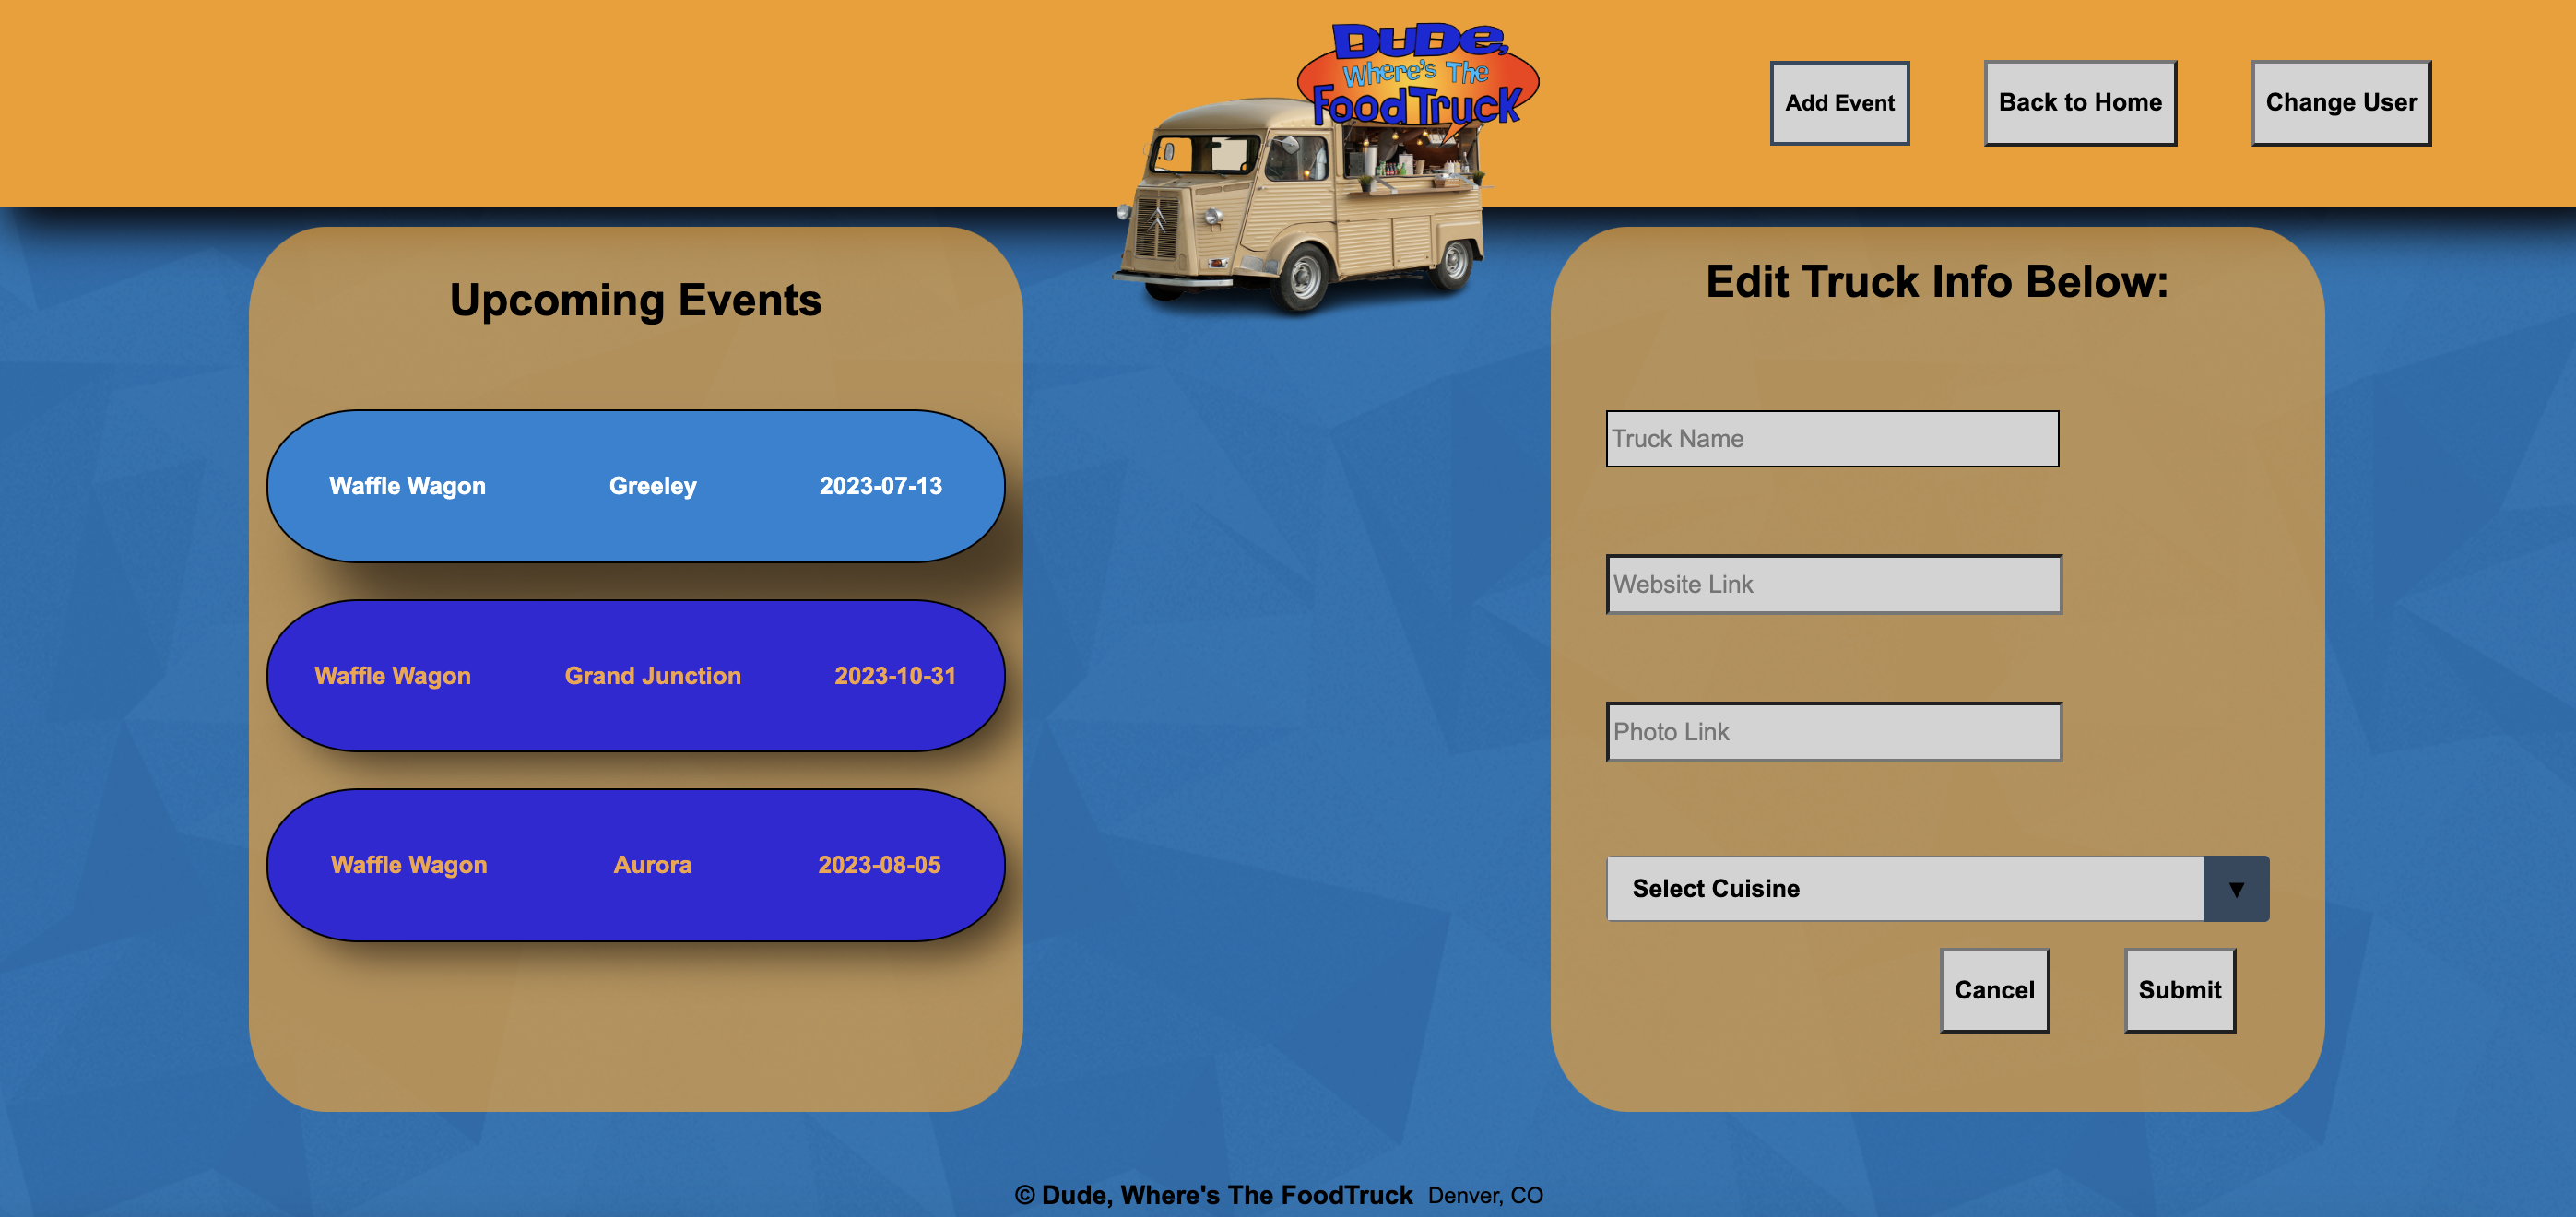 Dude,
Where's The
FoodTruck
Add Event
Back to Home
Change User
Upcoming Events
Waffle Wagon Greeley 2023-07-13
Waffle Wagon Grand Junction 2023-10-31
Waffle Wagon Aurora 2023-08-05
Edit Truck Info Below:
Truck Name
Website Link
Photo Link
Select Cuisine ▼
Cancel
Submit
© Dude, Where's The FoodTruck Denver, CO